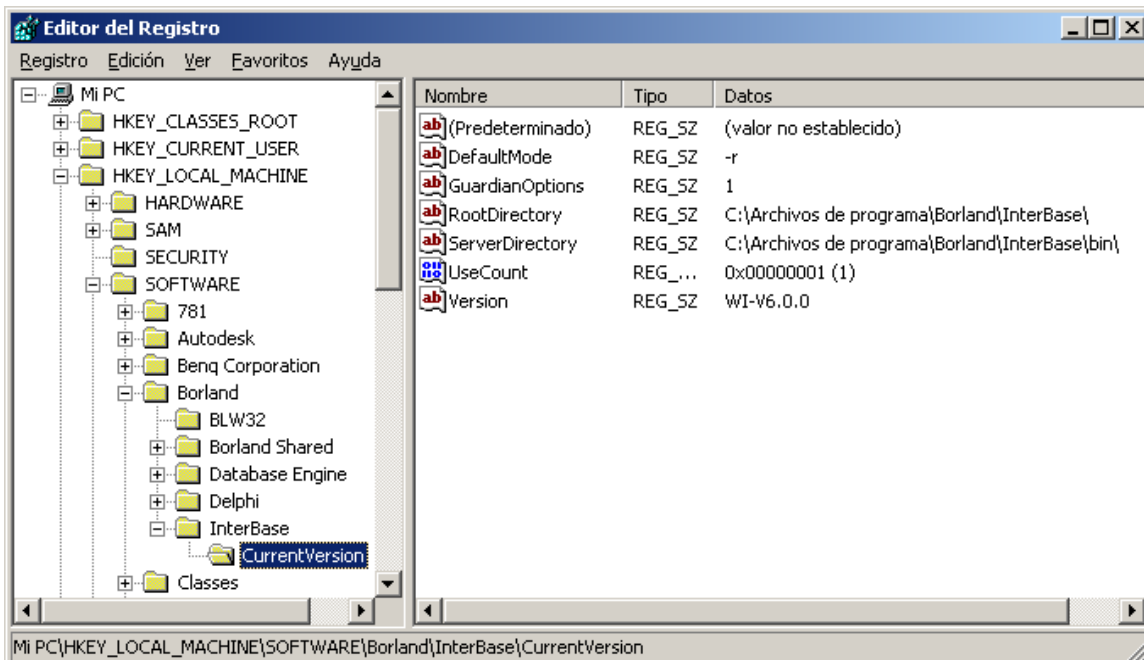 Editor del Registro
Registro Edición Ver Favoritos Ayuda
Mi PC
HKEY_CLASSES_ROOT
HKEY_CURRENT_USER
HKEY_LOCAL_MACHINE
HARDWARE
SAM
SECURITY
SOFTWARE
781
Autodesk
Benq Corporation
Borland
BLW32
Borland Shared
Database Engine
Delphi
InterBase
CurrentVersion
Classes
Nombre Tipo Datos
(Predeterminado) REG_SZ (valor no establecido)
DefaultMode REG_SZ -r
GuardianOptions REG_SZ 1
RootDirectory REG_SZ C:\Archivos de programa\Borland\InterBase\
ServerDirectory REG_SZ C:\Archivos de programa\Borland\InterBase\bin\
UseCount REG_... 0x00000001 (1)
Version REG_SZ WI-V6.0.0
Mi PC\HKEY_LOCAL_MACHINE\SOFTWARE\Borland\InterBase\CurrentVersion